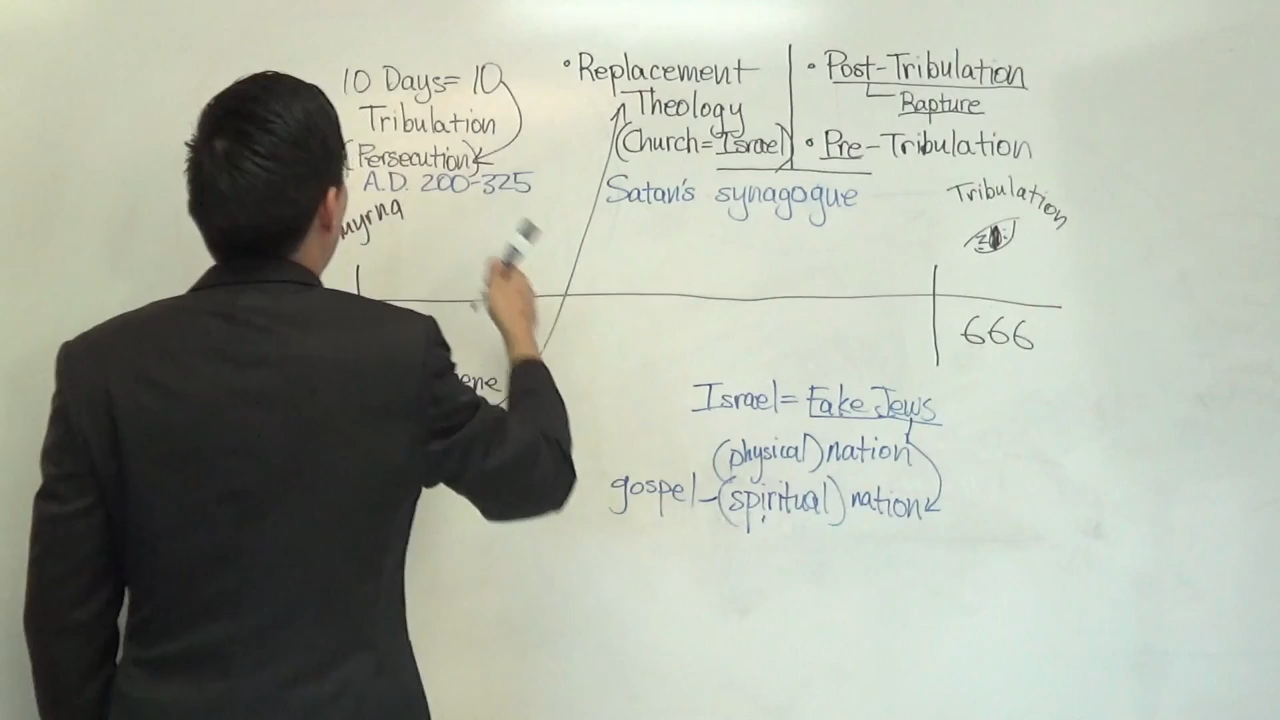 10 Days= 10
Tribulation
(Persecution)
A.D. 200-325
myrna
• Replacement
Theology
(Church=Israel)
Satan's synagogue
• Post-Tribulation
Rapture
• Pre-Tribulation
Tribulation
666
ene
Israel= Fake Jews
(physical) nation
gospel-(spiritual) nation